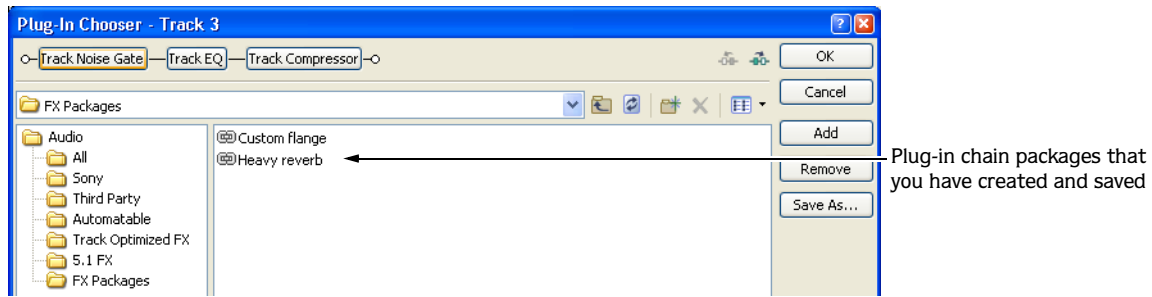 Plug-In Chooser - Track 3
Track Noise Gate Track EQ Track Compressor
OK
FX Packages
Cancel
Audio
All
Sony
Third Party
Automatable
Track Optimized FX
5.1 FX
FX Packages
Custom flange
Heavy reverb
Add
Remove
Save As...
Plug-in chain packages that
you have created and saved